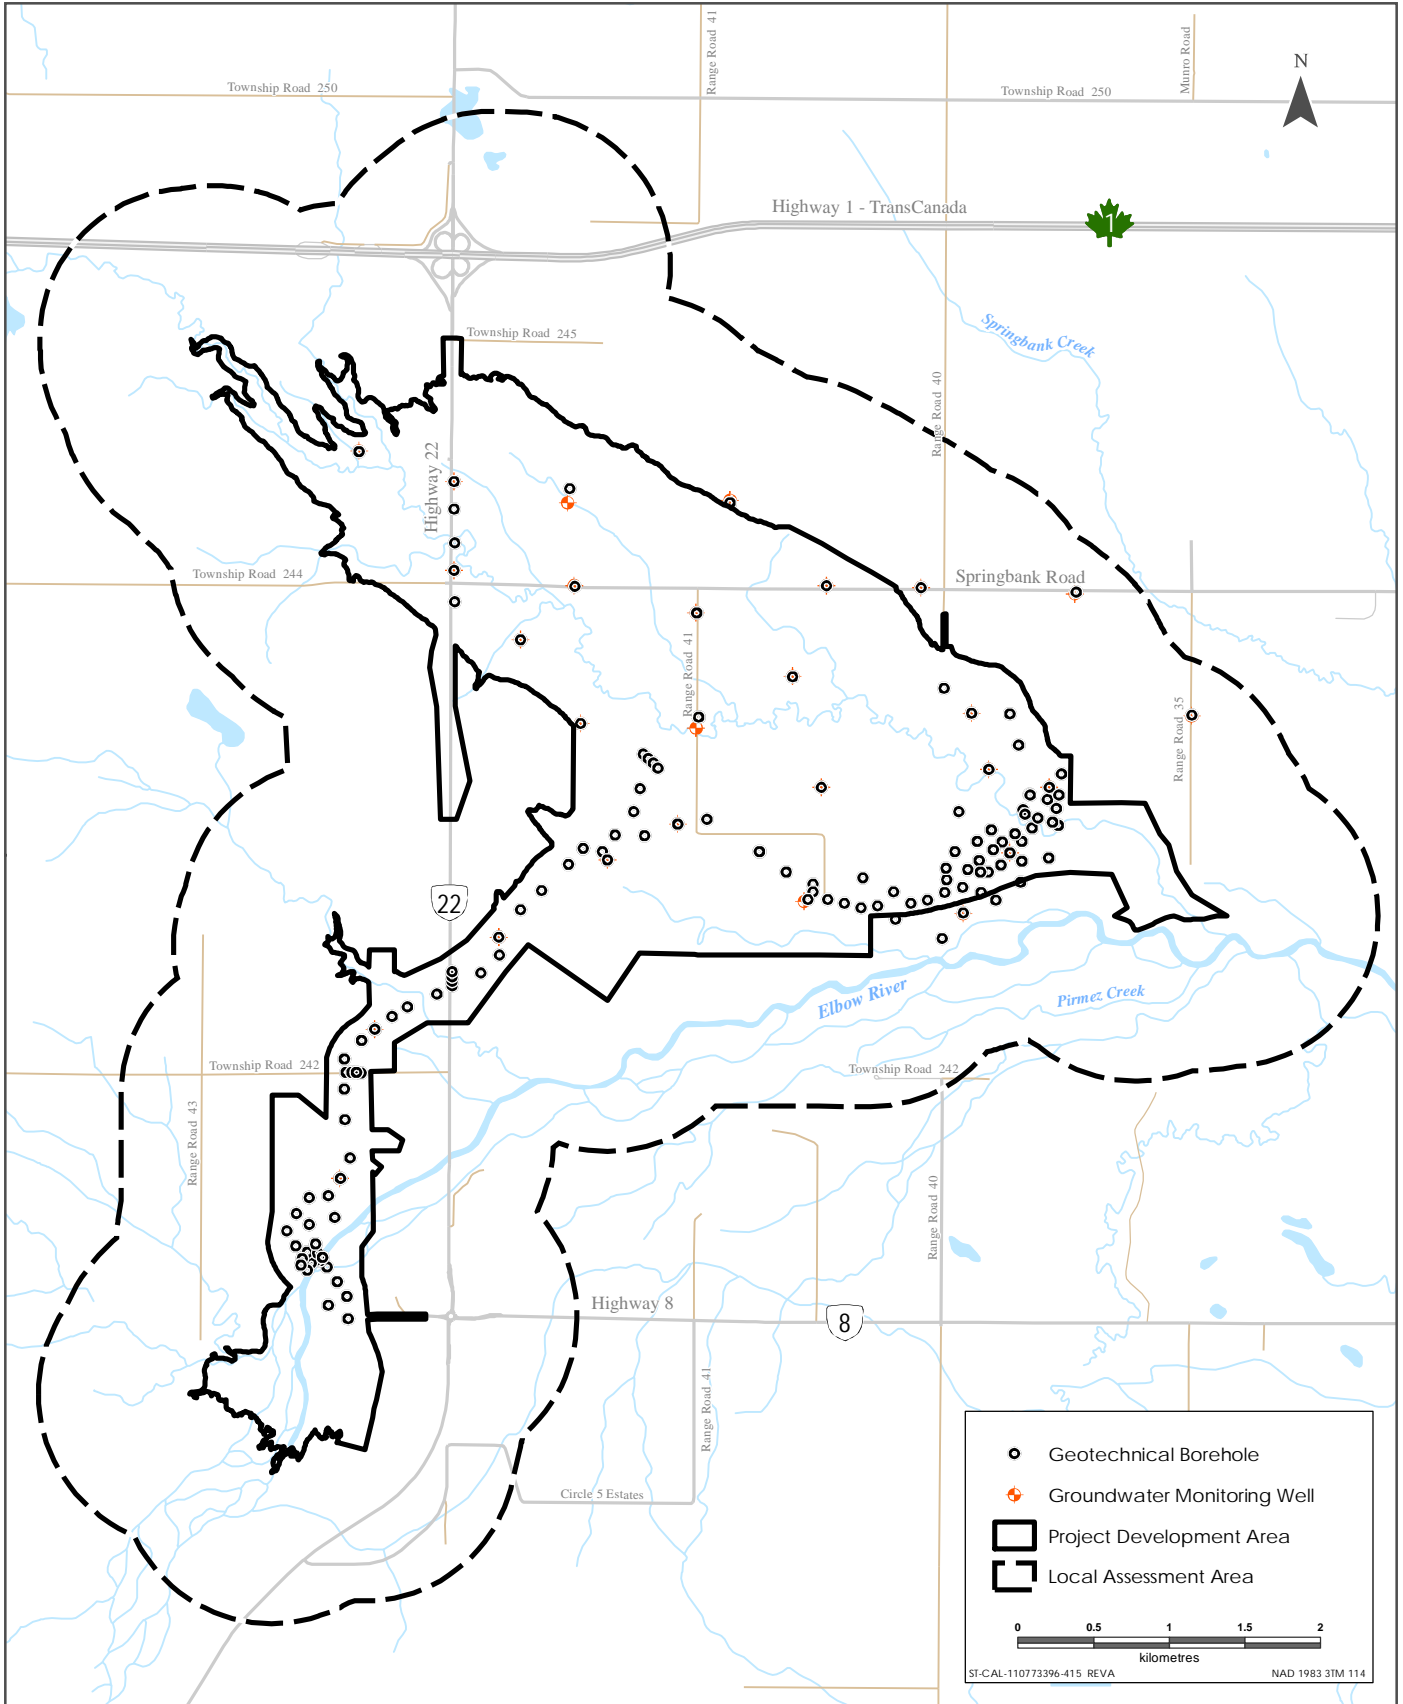 Range Road 41
Munro Road
Township Road 250
Township Road 250
N
Highway 1 - TransCanada
1
Springbank Creek
Township Road 245
Range Road 40
Highway 22
Township Road 244
Springbank Road
Range Road 41
Range Road 35
22
Elbow River
Pirmez Creek
Township Road 242
Township Road 242
Range Road 43
Range Road 40
Highway 8
8
Range Road 41
Circle 5 Estates
Geotechnical Borehole
Groundwater Monitoring Well
Project Development Area
Local Assessment Area
0 0.5 1 1.5 2
kilometres
ST-CAL-110773396-415 REVA NAD 1983 3TM 114